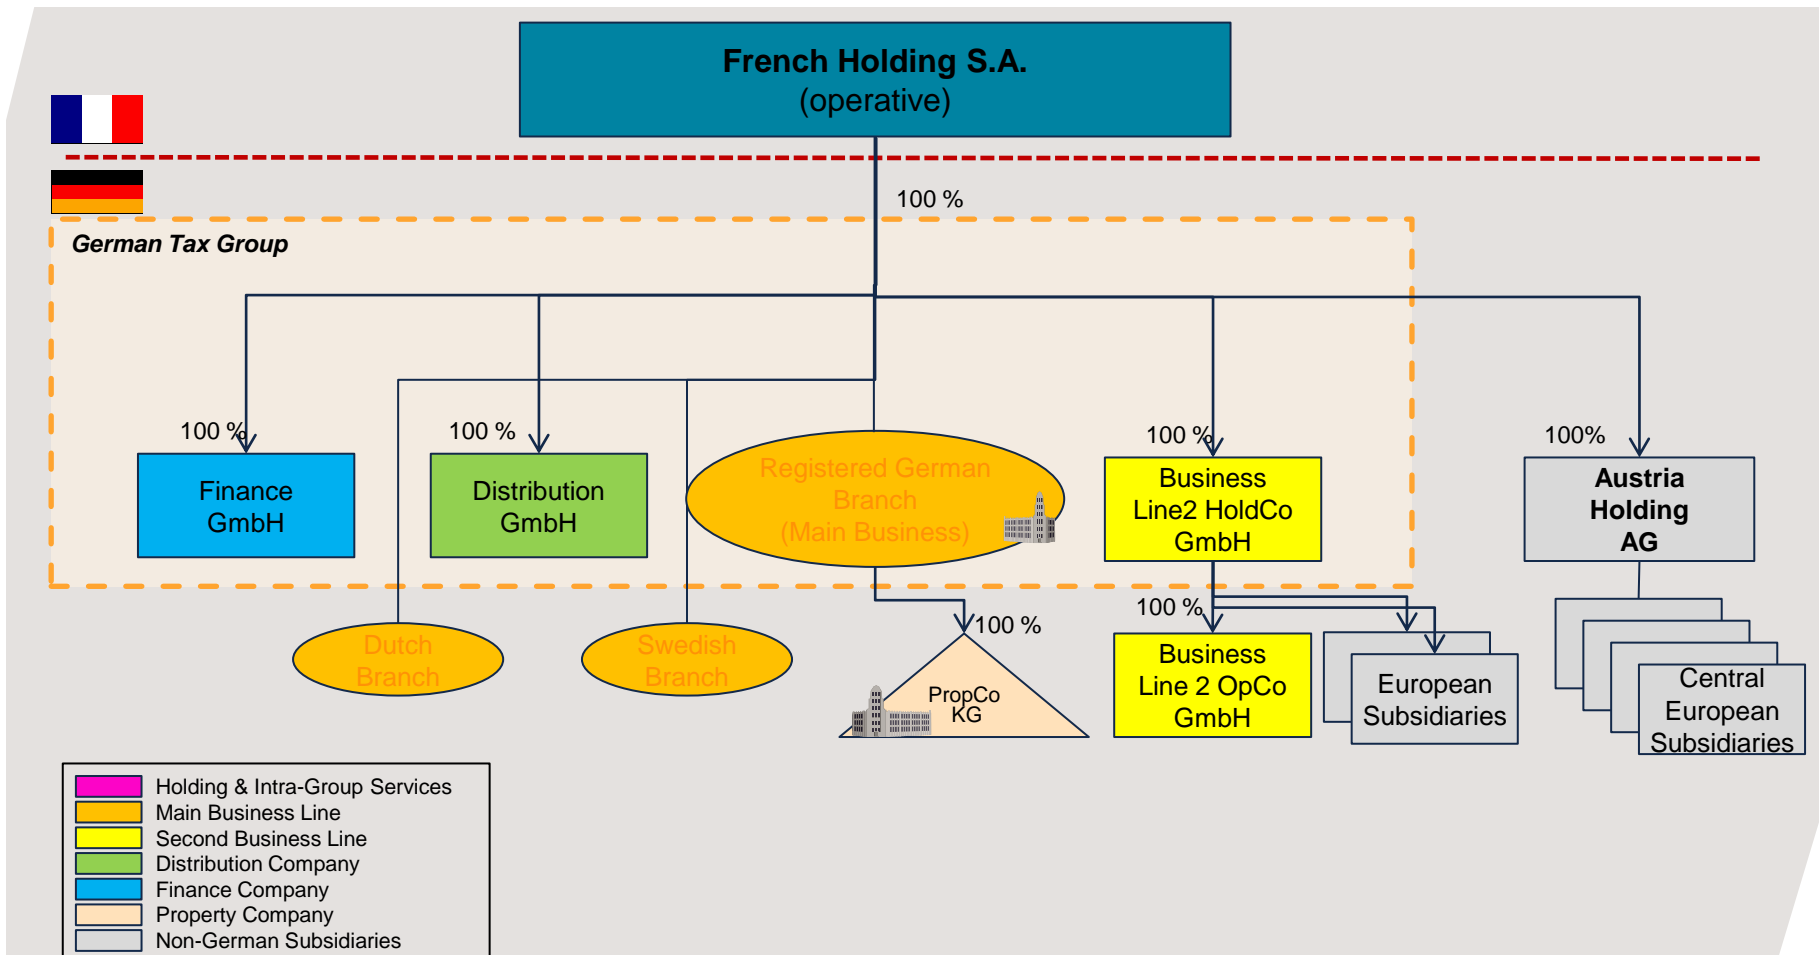 French Holding S.A.
(operative)
100 %
German Tax Group
100 %
100 %
100 %
100%
Finance
GmbH
Distribution
GmbH
Registered German
Branch
(Main Business)
Business
Line2 HoldCo
GmbH
Austria
Holding
AG
Dutch
Branch
Swedish
Branch
100 %
PropCo
KG
100 %
Business
Line 2 OpCo
GmbH
European
Subsidiaries
Central
European
Subsidiaries
Holding & Intra-Group Services
Main Business Line
Second Business Line
Distribution Company
Finance Company
Property Company
Non-German Subsidiaries